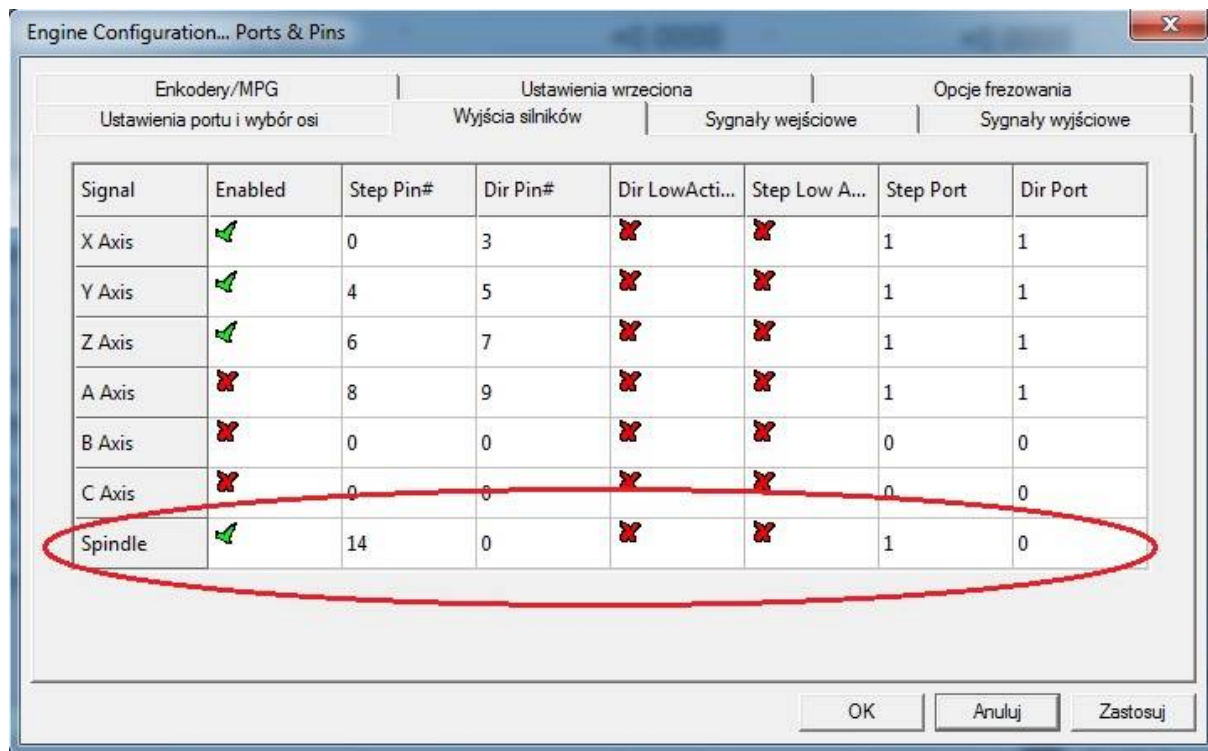 Engine Configuration... Ports & Pins
Enkodery/MPG Ustawienia wrzeciona Opcje frezowania
Ustawienia portu i wybór osi Wyjścia silników Sygnały wejściowe Sygnały wyjściowe
Signal Enabled Step Pin# Dir Pin# Dir LowActi... Step Low A... Step Port Dir Port
X Axis 0 3 1 1
Y Axis 4 5 1 1
Z Axis 6 7 1 1
A Axis 8 9 1 1
B Axis 0 0 0 0
C Axis 0 0 0 0
Spindle 14 0 1 0
OK Anuluj Zastosuj